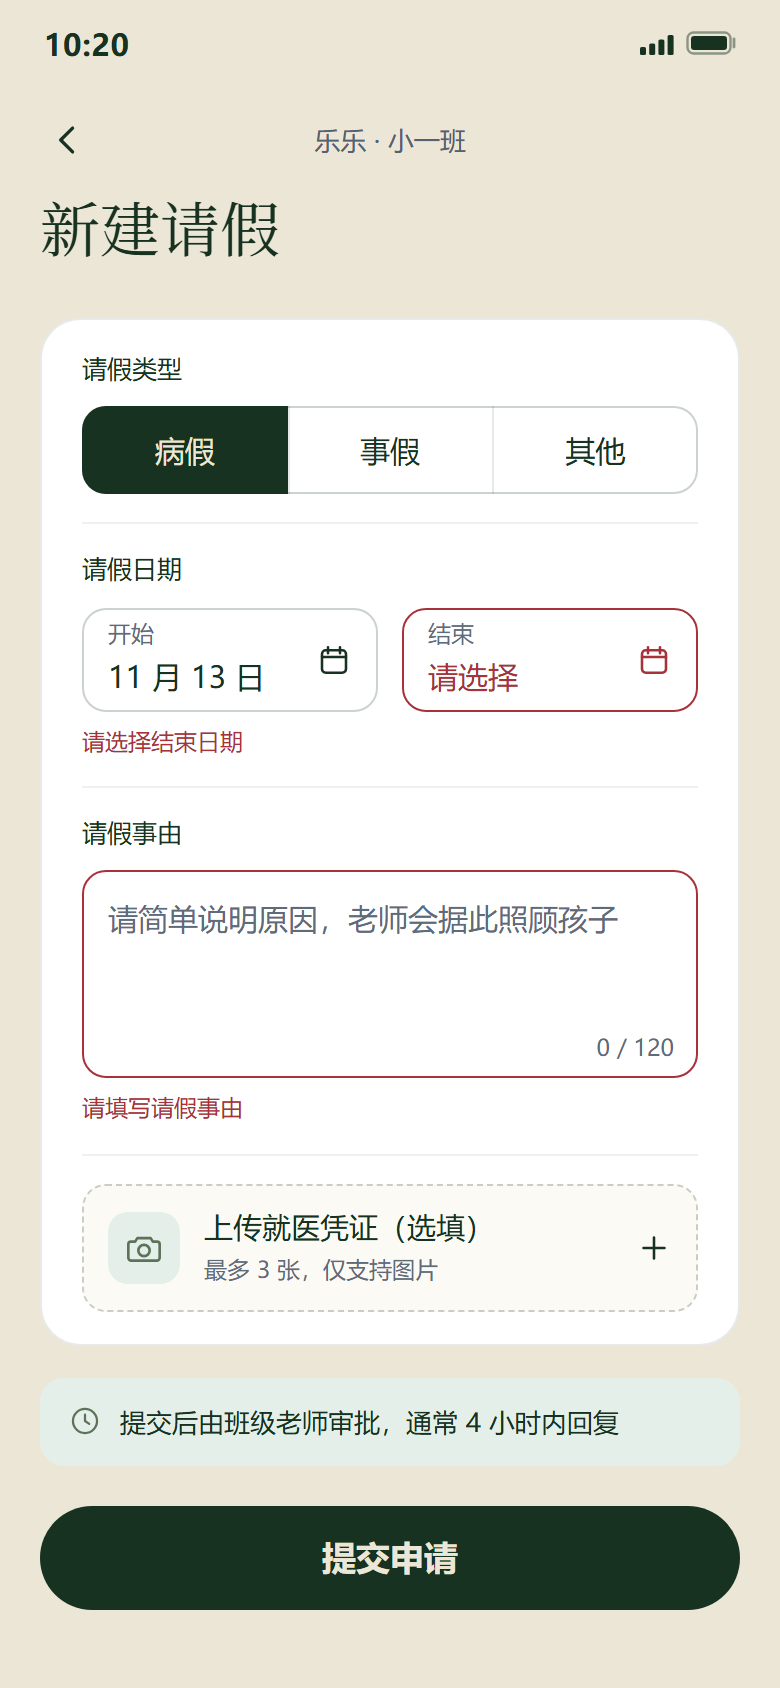 10:20
乐乐 · 小一班
新建请假
请假类型
病假
事假
其他
请假日期
开始
11 月 13 日
结束
请选择
请选择结束日期
请假事由
请简单说明原因，老师会据此照顾孩子
0 / 120
请填写请假事由
上传就医凭证（选填）
最多 3 张，仅支持图片
提交后由班级老师审批，通常 4 小时内回复
提交申请